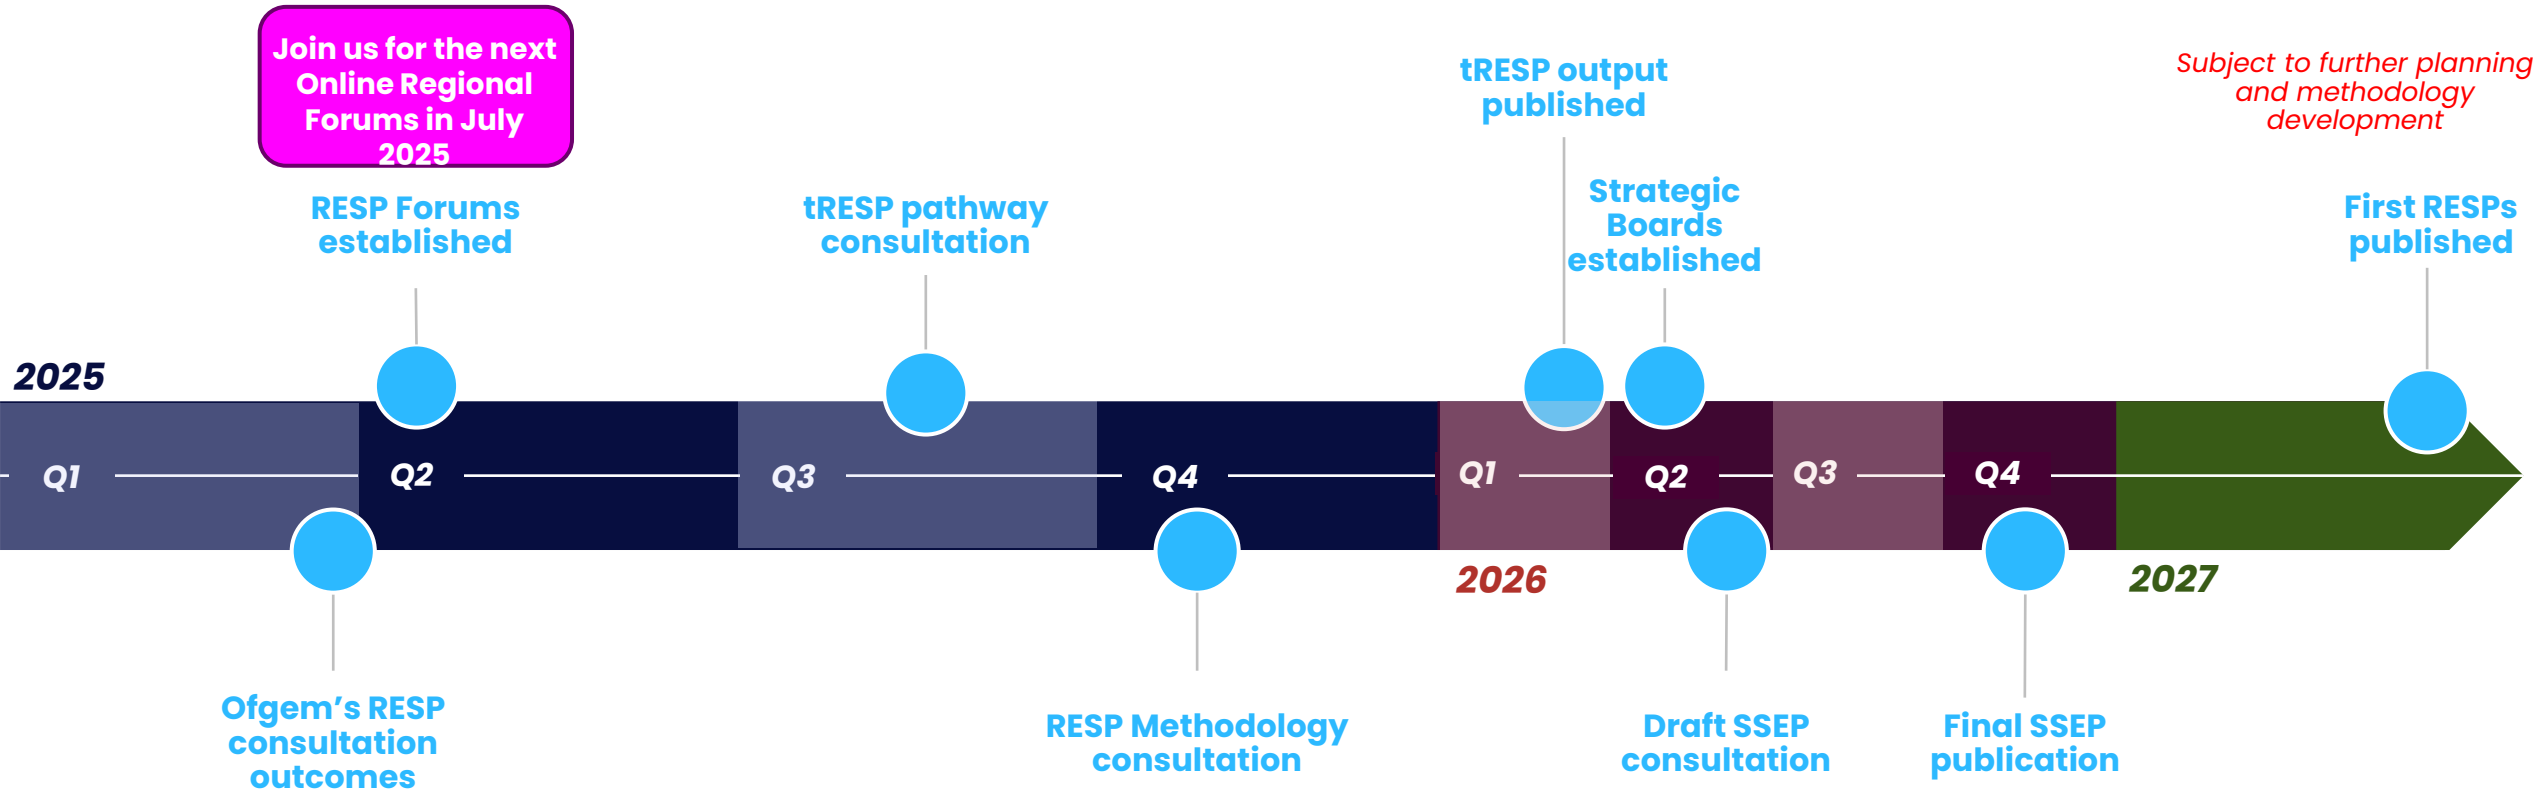 Join us for the next
Online Regional
Forums in July
2025
RESP Forums
established
tRESP pathway
consultation
tRESP output
published
Strategic
Boards
established
Subject to further planning
and methodology
development
First RESPs
published
2025
Q1
Q2
Q3
Q4
Q1
Q2
Q3
Q4
2026
2027
Ofgem’s RESP
consultation
outcomes
RESP Methodology
consultation
Draft SSEP
consultation
Final SSEP
publication